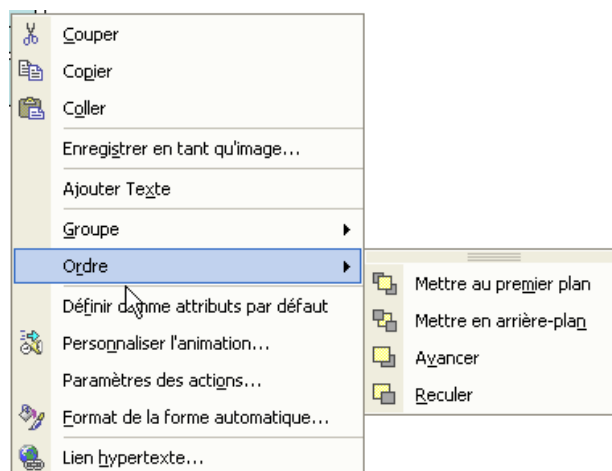 Couper
Copier
Coller
Enregistrer en tant qu'image...
Ajouter Texte
Groupe
Ordre
Mettre au premier plan
Définir comme attributs par défaut
Mettre en arrière-plan
Personnaliser l'animation...
Avancer
Paramètres des actions...
Reculer
Format de la forme automatique...
Lien hypertexte...